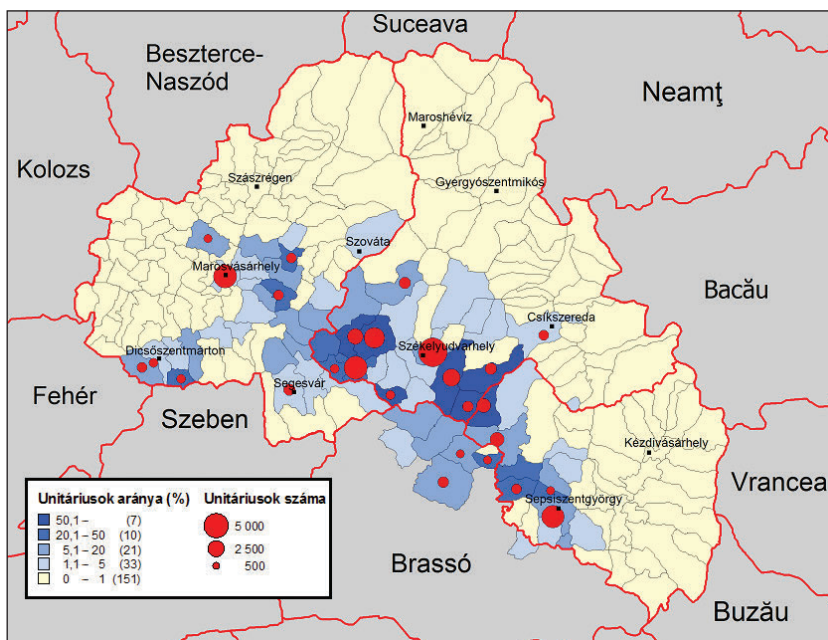 Suceava
Beszterce-
Naszód
Neamţ
Maroshévíz
Kolozs
Szászrégen
Gyergyószentmikós
Szováta
Marosvásárhely
Bacău
Csíkszereda
Dicsőszentmárton
Székelyudvarhely
Segesvár
Fehér
Szeben
Kézdivásárhely
Vrancea
Unitáriusok aránya (%)
50,1 – (7)
20,1 – 50 (10)
5,1 – 20 (21)
1,1 – 5 (33)
0 – 1 (151)
Unitáriusok száma
5 000
2 500
500
Sepsiszentgyörgy
Brassó
Buzău